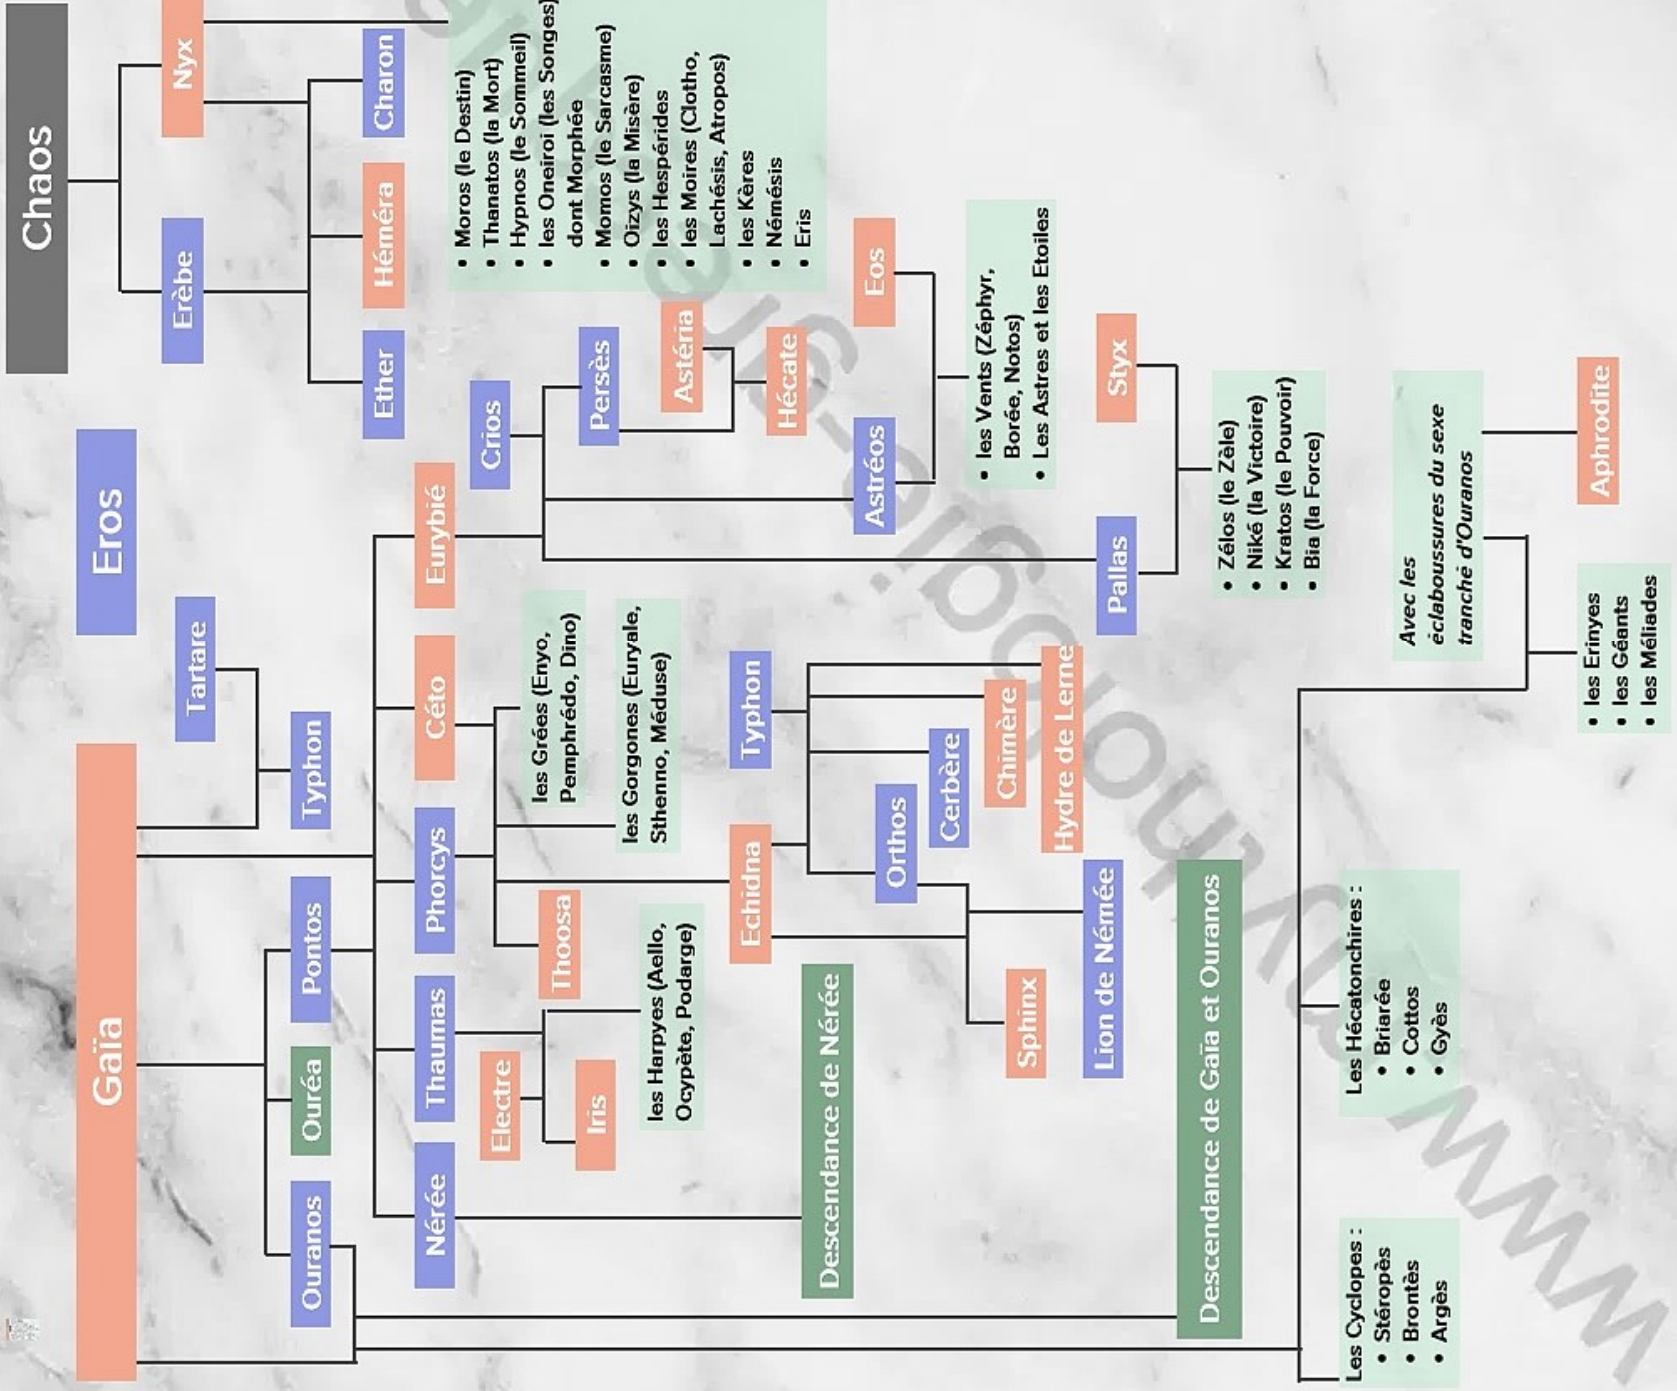 Chaos
Gaïa
Eros
Erèbe
Nyx
Tartare
Ouranos
Ouréa
Pontos
Typhon
Ether
Héméra
Charon
Nérée
Thaumas
Phorcys
Céto
Eurybié
• Moros (le Destin)
• Thanatos (la Mort)
• Hypnos (le Sommeil)
• les Oneiroi (les Songes)
dont Morphée
• Momos (le Sarcasme)
• Oizys (la Misère)
• les Hespérides
• les Moires (Clotho,
Lachésis, Atropos)
• les Kères
• Némésis
• Eris
Crios
Electre
Thoosa
les Grées (Enyo,
Pemphrédo, Dino)
Iris
Persès
les Harpyes (Aello,
Ocypète, Podarge)
les Gorgones (Euryale,
Sthenno, Méduse)
Astéria
Echidna
Typhon
Hécate
Descendance de Nérée
Orthos
Astréos
Eos
Cerbère
Chimère
• les Vents (Zéphyr,
Borée, Notos)
• Les Astres et les Etoiles
Sphinx
Hydre de Lerne
Lion de Némée
Pallas
Styx
Descendance de Gaïa et Ouranos
• Zélos (le Zèle)
• Niké (la Victoire)
• Kratos (le Pouvoir)
• Bia (la Force)
Les Cyclopes :
• Stéropès
• Brontès
• Argès
Les Hécatonchires :
• Briarée
• Cottos
• Gyès
Avec les
éclaboussures du sexe
tranché d'Ouranos
• les Erinyes
• les Géants
• les Méliades
Aphrodite